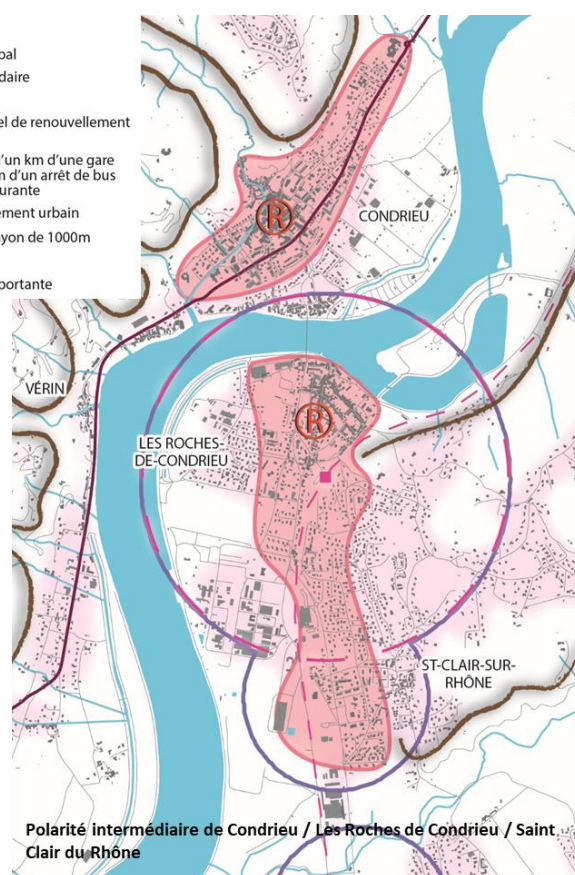 pal
daire
el de renouvellement
d'un km d'une gare
m d'un arrêt de bus
urante
ement urbain
ayon de 1000m
portante
CONDRIEU
R
VÉRIN
R
LES ROCHES-
DE-CONDRIEU
ST-CLAIR-SUR-
RHÔNE
Polarité intermédiaire de Condrieu / Les Roches de Condrieu / Saint
Clair du Rhône